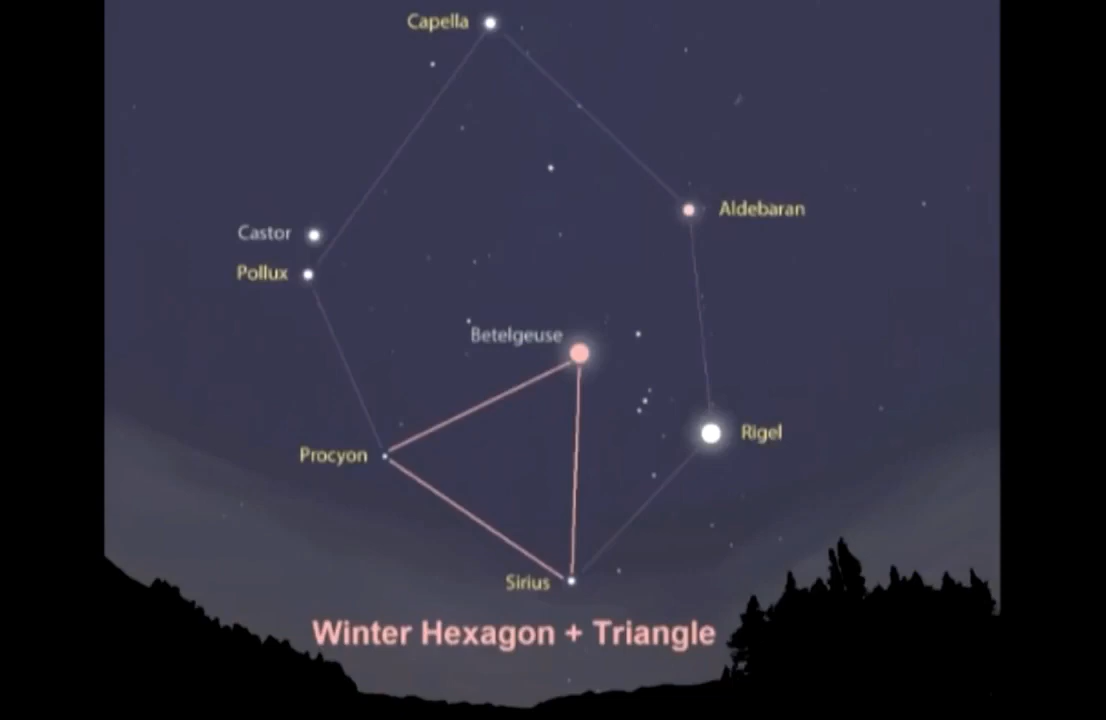 Capella
Aldebaran
Castor
Pollux
Betelgeuse
Rigel
Procyon
Sirius
Winter Hexagon + Triangle